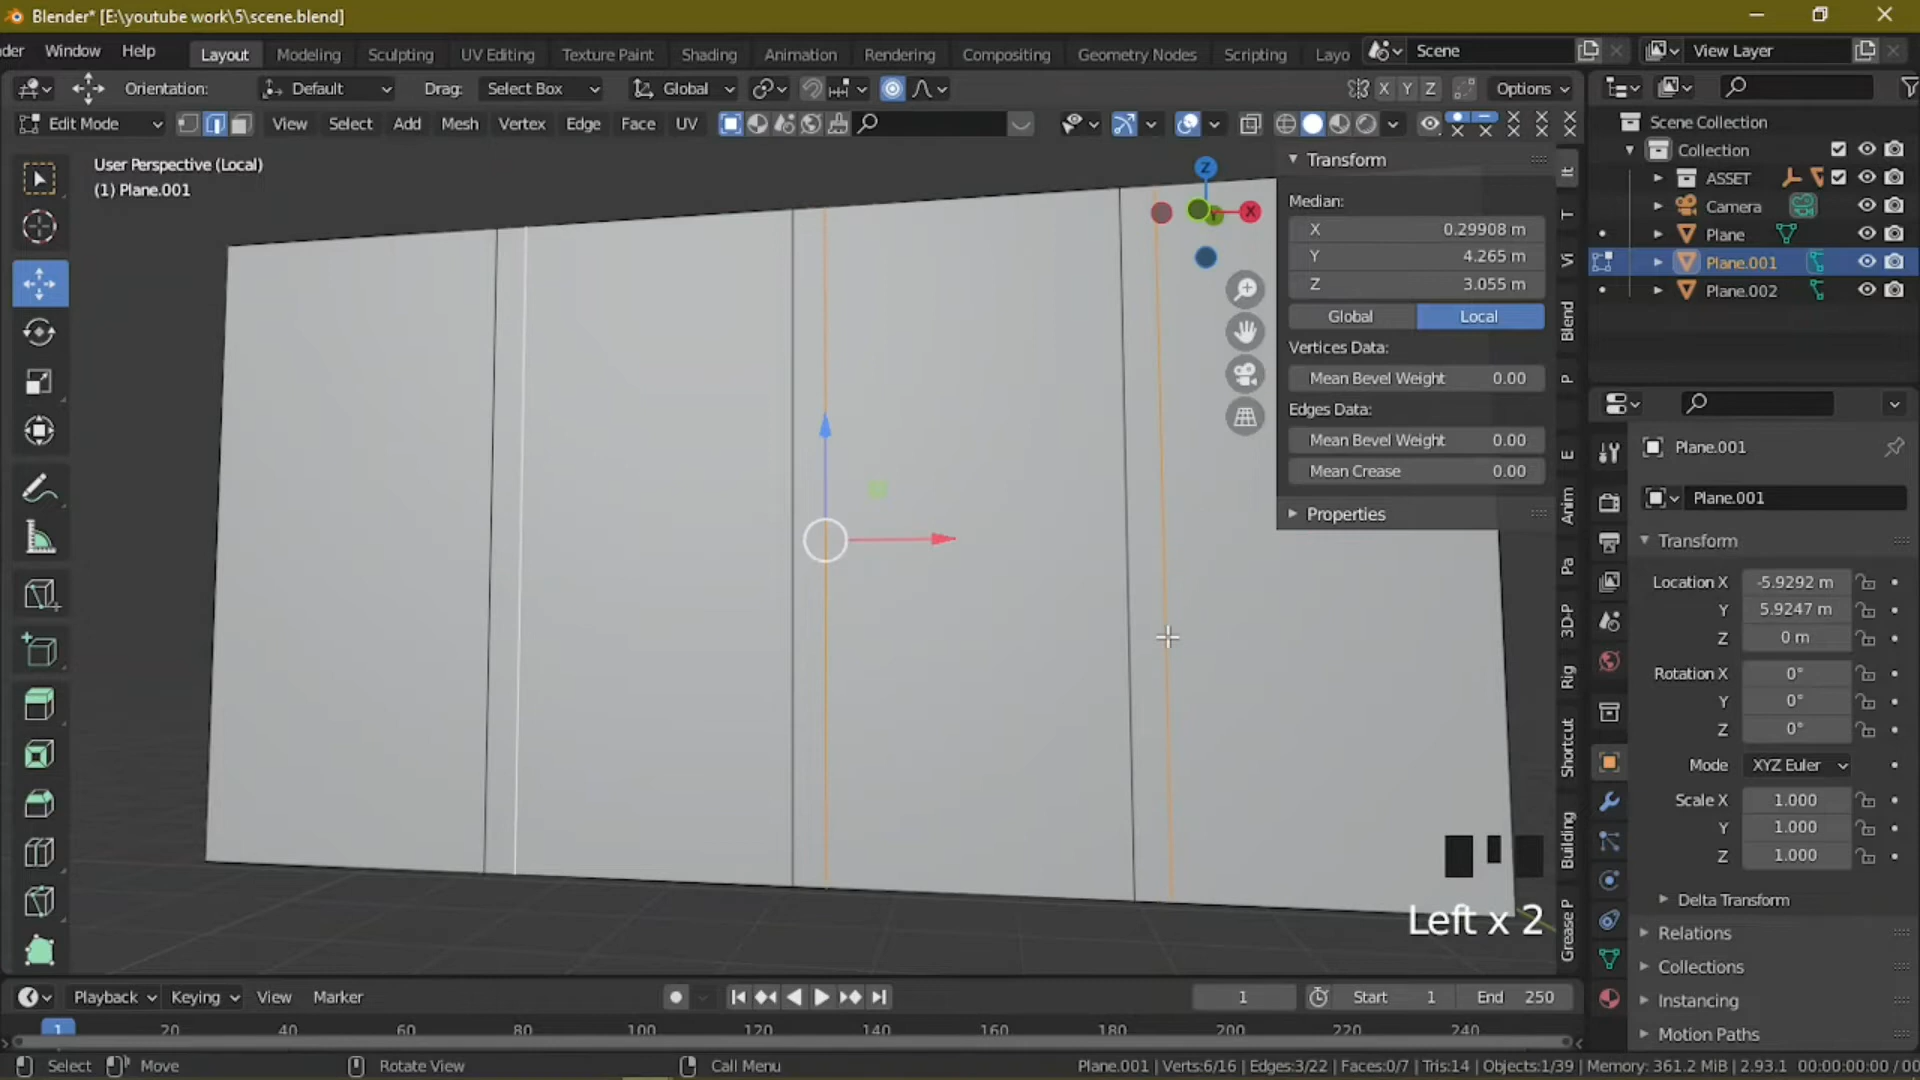 Blender* [E:\youtube work\5\scene.blend]
der Window Help
Layout Modeling Sculpting UV Editing Texture Paint Shading Animation Rendering Compositing Geometry Nodes Scripting Layo
Scene
View Layer
Orientation: Default Drag: Select Box Global
X Y Z Options
Edit Mode View Select Add Mesh Vertex Edge Face UV
User Perspective (Local)
(1) Plane.001
Z
X
Transform
Median:
X 0.29908 m
Y 4.265 m
Z 3.055 m
Global Local
Vertices Data:
Mean Bevel Weight 0.00
Edges Data:
Mean Bevel Weight 0.00
Mean Crease 0.00
Properties
It
T
Vi
Blend
P
E
Anim
Pa
3D-P
Rig
Shortcut
Building
Grease P
Scene Collection
Collection
ASSET
Camera
Plane
Plane.001
Plane.002
Plane.001
Plane.001
Transform
Location X -5.9292 m
Y 5.9247 m
Z 0 m
Rotation X 0°
Y 0°
Z 0°
Mode XYZ Euler
Scale X 1.000
Y 1.000
Z 1.000
Delta Transform
Relations
Collections
Instancing
Motion Paths
Left x 2
Playback Keying View Marker
1 Start 1 End 250
1 20 40 60 80 100 120 140 160 180 200 220 240
Select Move Rotate View Call Menu
Plane.001 | Verts:6/16 | Edges:3/22 | Faces:0/7 | Tris:14 | Objects:1/39 | Memory: 361.2 MiB | 2.93.1 00:00:00:00 / 00